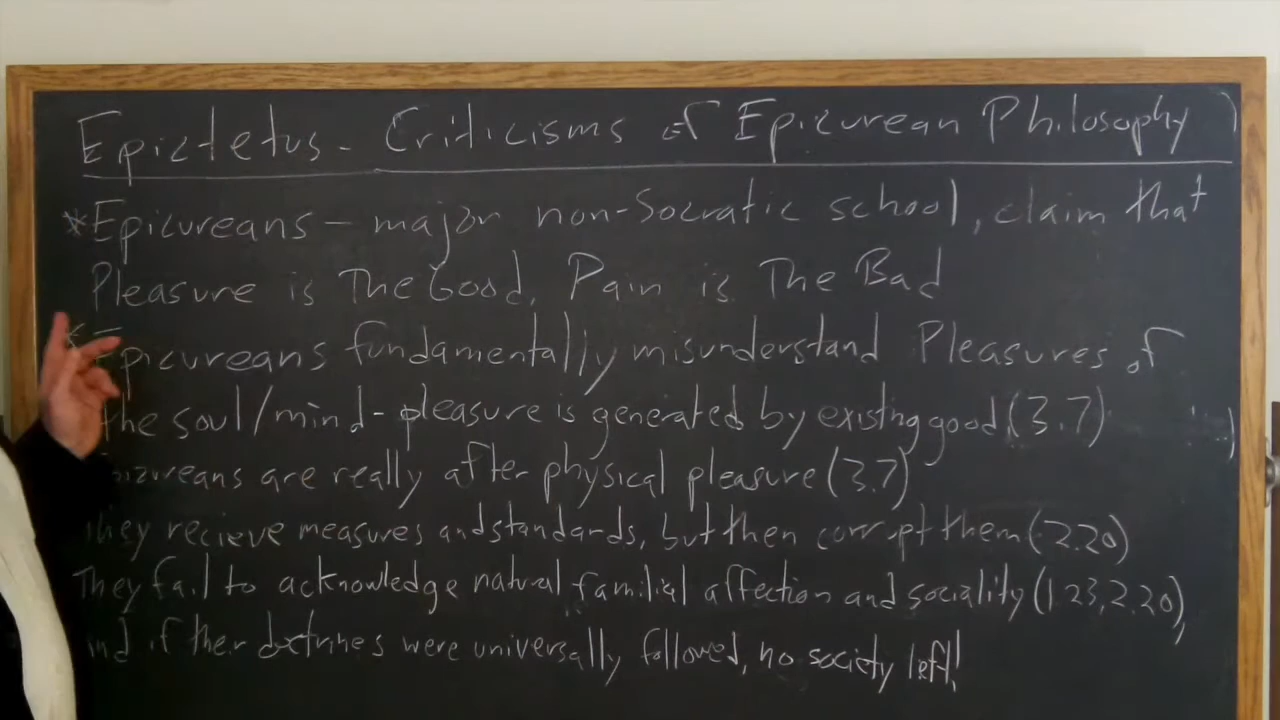 Epictetus - Criticisms of Epicurean Philosophy
*Epicureans - major non-Socratic school, claim that
Pleasure is The Good, Pain is The Bad
*Epicureans fundamentally misunderstand Pleasures of
the soul/mind - pleasure is generated by existing good (3.7)
Epicureans are really after physical pleasure (3.7)
They recieve measures and standards, but then corrupt them (2.20)
They fail to acknowledge natural familial affection and sociality (1.23, 2.20),
and if their doctrines were universally followed, no society left!